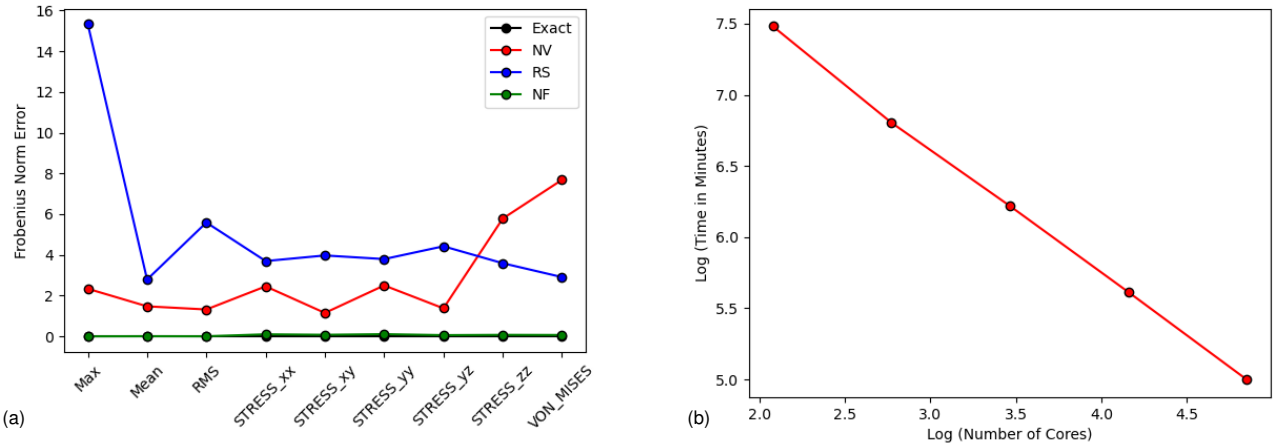 16
14
12
10
8
6
4
2
0
Frobenius Norm Error
Exact
NV
RS
NF
Max
Mean
RMS
STRESS_xx
STRESS_xy
STRESS_yy
STRESS_yz
STRESS_zz
VON_MISES
(a)
7.5
7.0
6.5
6.0
5.5
5.0
Log (Time in Minutes)
2.0 2.5 3.0 3.5 4.0 4.5
Log (Number of Cores)
(b)